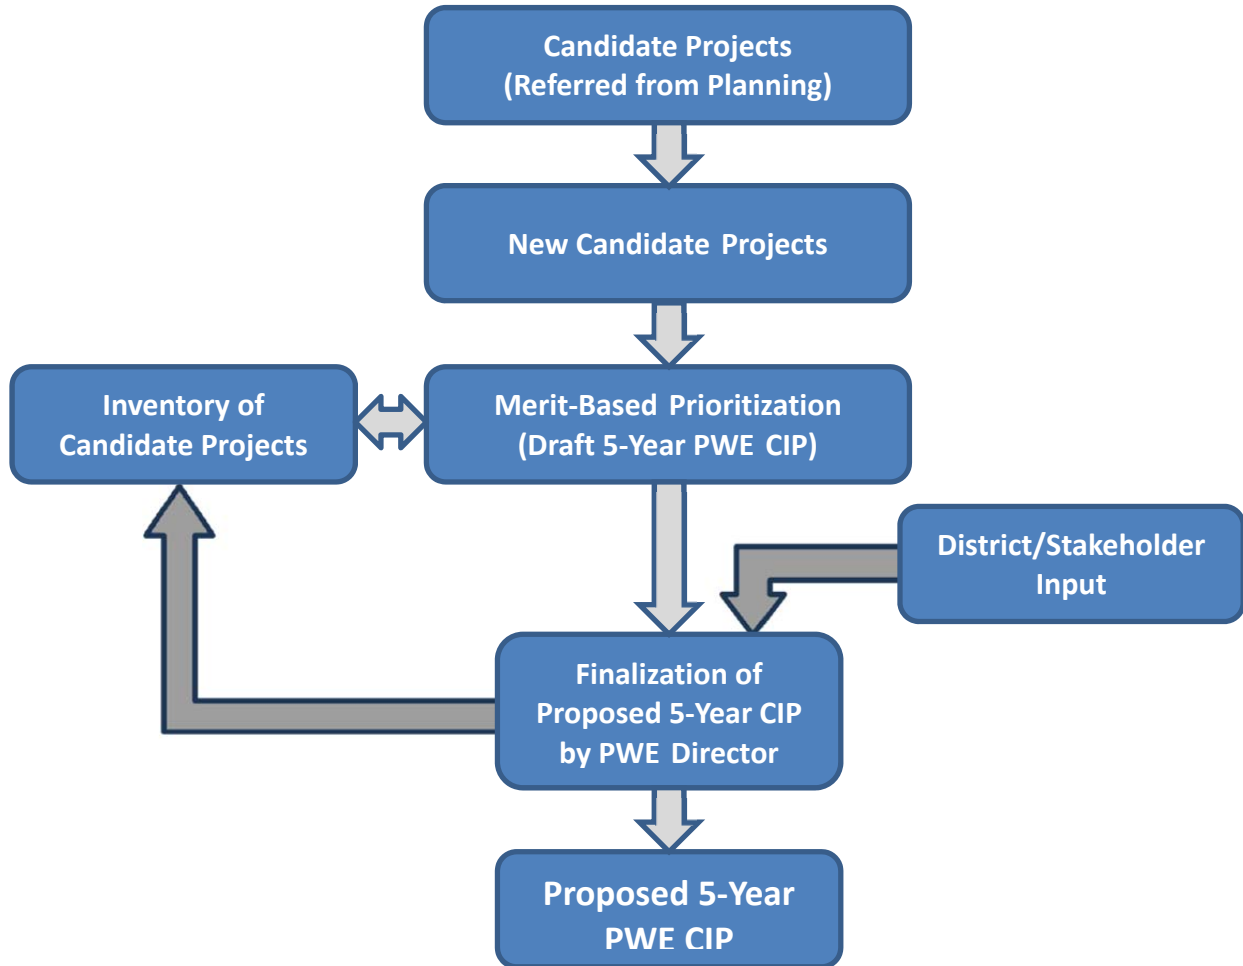 Candidate Projects
(Referred from Planning)
New Candidate Projects
Inventory of
Candidate Projects
Merit-Based Prioritization
(Draft 5-Year PWE CIP)
District/Stakeholder
Input
Finalization of
Proposed 5-Year CIP
by PWE Director
Proposed 5-Year
PWE CIP